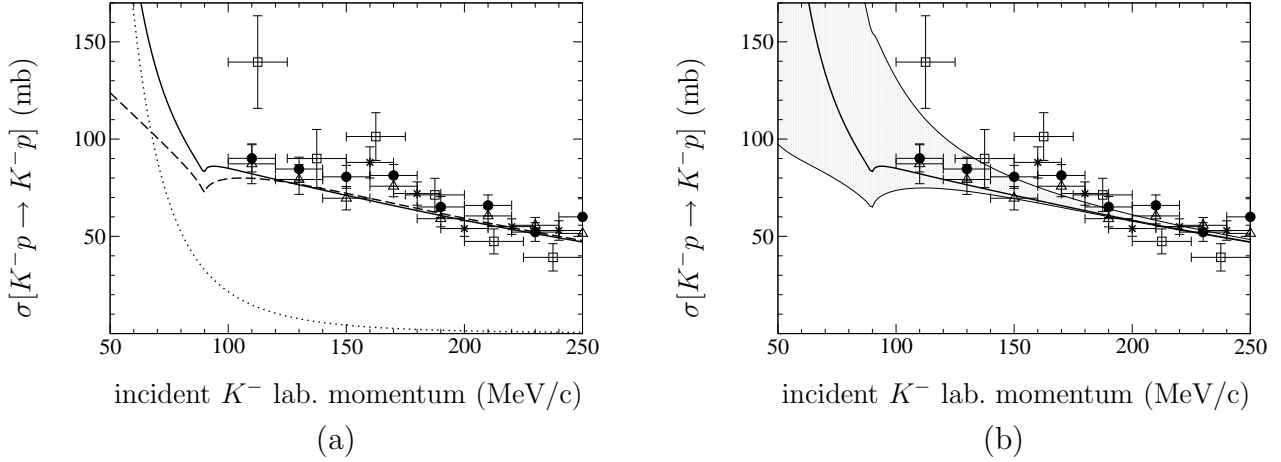 150
100
50
σ[K⁻p → K⁻p] (mb)
50 100 150 200 250
incident K⁻ lab. momentum (MeV/c)
(a)
150
100
50
σ[K⁻p → K⁻p] (mb)
50 100 150 200 250
incident K⁻ lab. momentum (MeV/c)
(b)